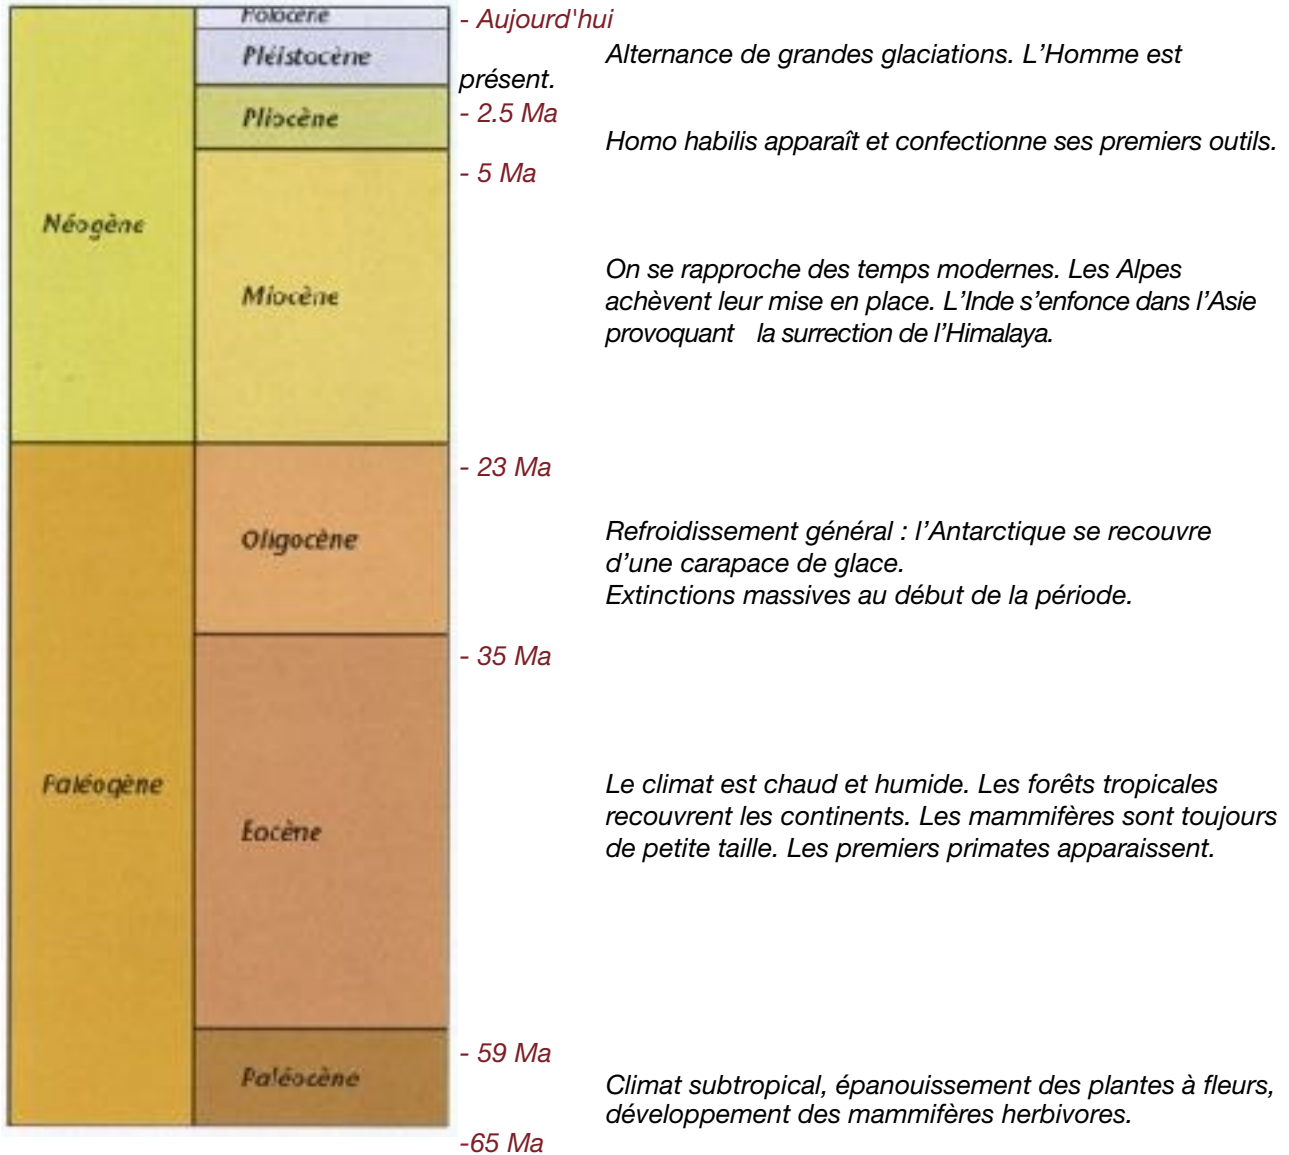 Holocène
- Aujourd'hui
Pléistocène
Alternance de grandes glaciations. L’Homme est
présent.
Pliocène
- 2.5 Ma
Homo habilis apparaît et confectionne ses premiers outils.
- 5 Ma
Néogène
Miocène
On se rapproche des temps modernes. Les Alpes
achèvent leur mise en place. L’Inde s’enfonce dans l’Asie
provoquant la surrection de l’Himalaya.
- 23 Ma
Oligocène
Refroidissement général : l’Antarctique se recouvre
d’une carapace de glace.
Extinctions massives au début de la période.
- 35 Ma
Paléogène
Eocène
Le climat est chaud et humide. Les forêts tropicales
recouvrent les continents. Les mammifères sont toujours
de petite taille. Les premiers primates apparaissent.
- 59 Ma
Paléocène
Climat subtropical, épanouissement des plantes à fleurs,
développement des mammifères herbivores.
-65 Ma